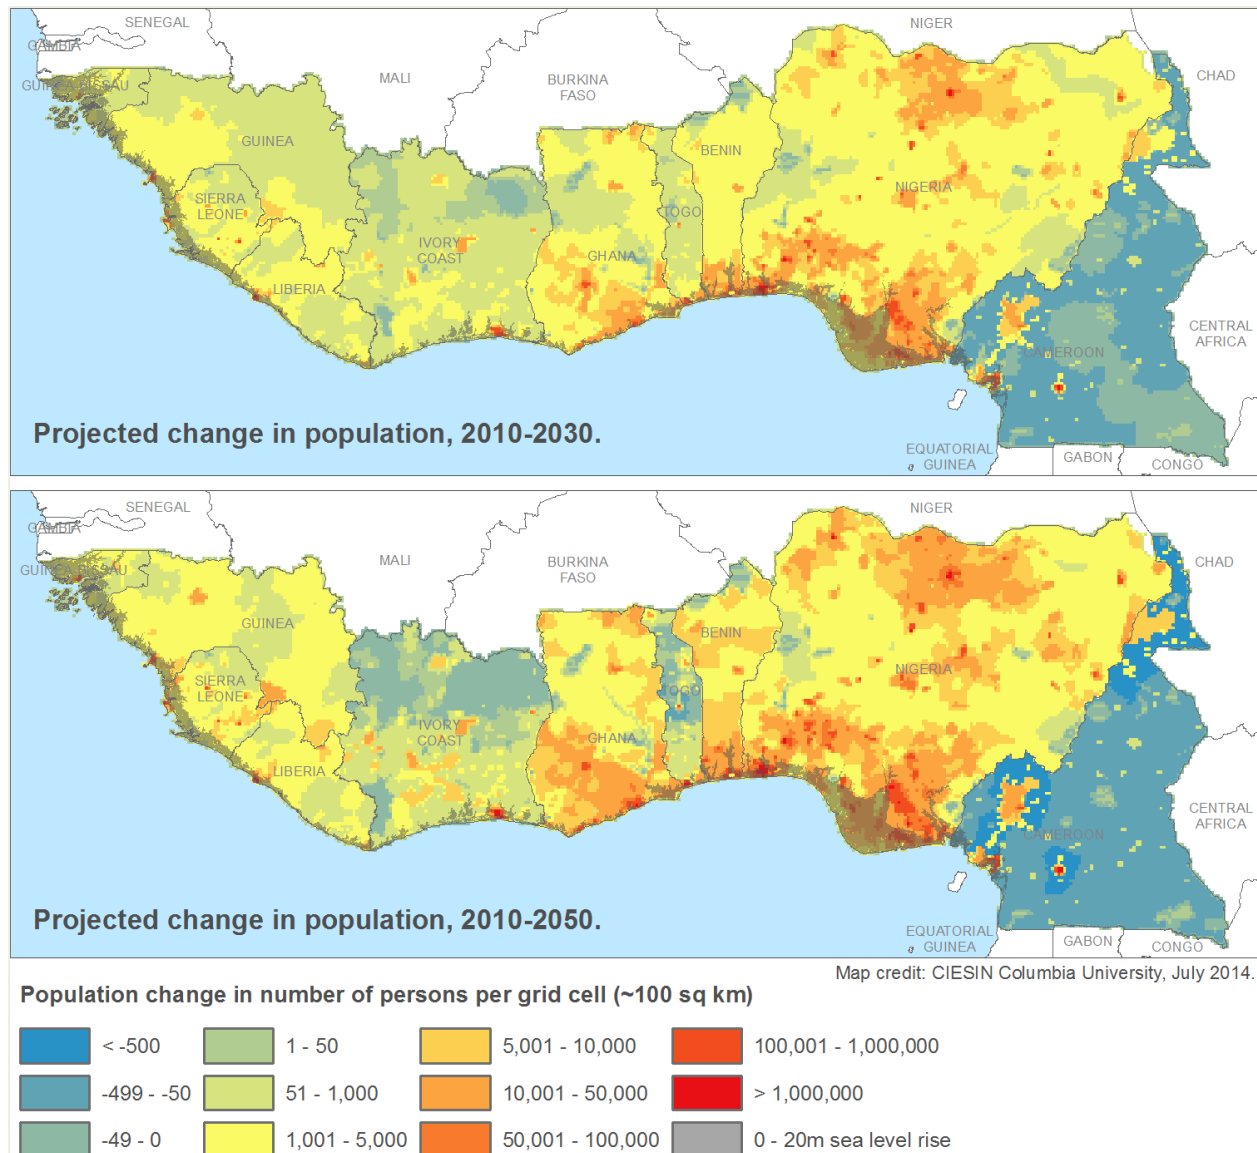 SENEGAL
NIGER
GAMBIA
MALI
CHAD
BURKINA
FASO
GUINEA BISSAU
GUINEA
BENIN
NIGERIA
SIERRA
LEONE
TOGO
IVORY
COAST
GHANA
LIBERIA
CENTRAL
AFRICA
CAMEROON
Projected change in population, 2010-2030.
EQUATORIAL
GUINEA
GABON
CONGO
SENEGAL
NIGER
GAMBIA
MALI
CHAD
BURKINA
FASO
GUINEA BISSAU
GUINEA
BENIN
NIGERIA
SIERRA
LEONE
TOGO
IVORY
COAST
GHANA
LIBERIA
CENTRAL
AFRICA
CAMEROON
Projected change in population, 2010-2050.
EQUATORIAL
GUINEA
GABON
CONGO
Map credit: CIESIN Columbia University, July 2014.
Population change in number of persons per grid cell (~100 sq km)
< -500
1 - 50
5,001 - 10,000
100,001 - 1,000,000
-499 - -50
51 - 1,000
10,001 - 50,000
> 1,000,000
-49 - 0
1,001 - 5,000
50,001 - 100,000
0 - 20m sea level rise